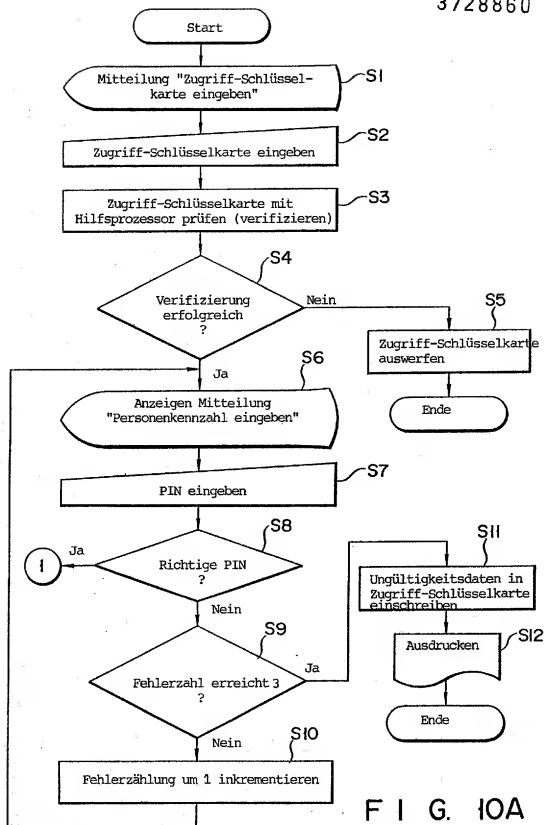 3728860
Start
Mitteilung "Zugriff-Schlüssel-
karte eingeben"
S1
S2
Zugriff-Schlüsselkarte eingeben
S3
Zugriff-Schlüsselkarte mit
Hilfsprozessor prüfen (verifizieren)
S4
Verifizierung
erfolgreich
?
Nein
S5
Zugriff-Schlüsselkarte
auswerfen
Ende
Ja
S6
Anzeigen Mitteilung
"Personenkennzahl eingeben"
S7
PIN eingeben
S8
Richtige PIN
?
Ja
1
Nein
S9
Fehlerzahl erreicht 3
?
Ja
S11
Ungültigkeitsdaten in
Zugriff-Schlüsselkarte
einschreiben
S12
Ausdrucken
Ende
Nein
S10
Fehlerzählung um 1 inkrementieren
FIG. 10A